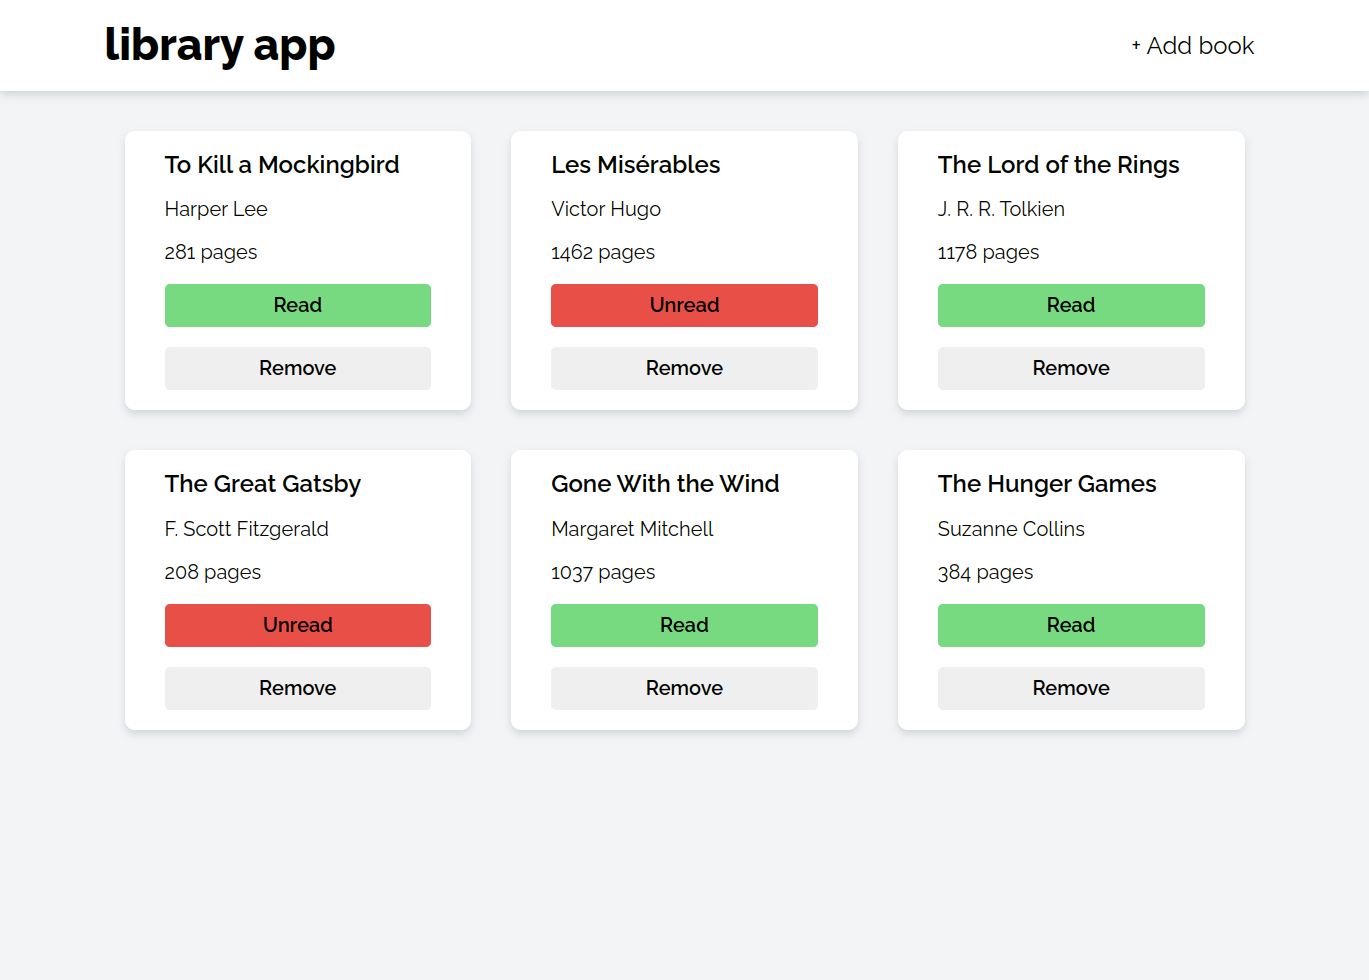 library app
+ Add book
To Kill a Mockingbird
Harper Lee
281 pages
Read
Remove
Les Misérables
Victor Hugo
1462 pages
Unread
Remove
The Lord of the Rings
J. R. R. Tolkien
1178 pages
Read
Remove
The Great Gatsby
F. Scott Fitzgerald
208 pages
Unread
Remove
Gone With the Wind
Margaret Mitchell
1037 pages
Read
Remove
The Hunger Games
Suzanne Collins
384 pages
Read
Remove